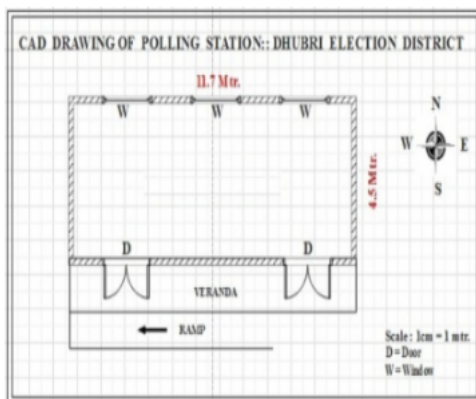 CAD DRAWING OF POLLING STATION:: DHUBRI ELECTION DISTRICT
11.7 Mtr.
W W W
N
W E
S
4.5 Mtr.
D D
VERANDA
RAMP
Scale : 1cm = 1 mtr.
D = Door
W = Window